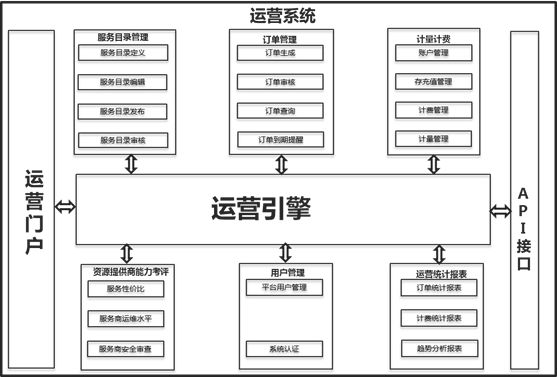 运营系统
服务目录管理
服务目录定义
服务目录编辑
服务目录发布
服务目录审核
订单管理
订单生成
订单审核
订单查询
订单到期提醒
计量计费
账户管理
存充值管理
计费管理
计量管理
运营门户
运营引擎
API接口
资源提供商能力考评
服务性价比
服务商运维水平
服务商安全审查
用户管理
平台用户管理
系统认证
运营统计报表
订单统计报表
计费统计报表
趋势分析报表